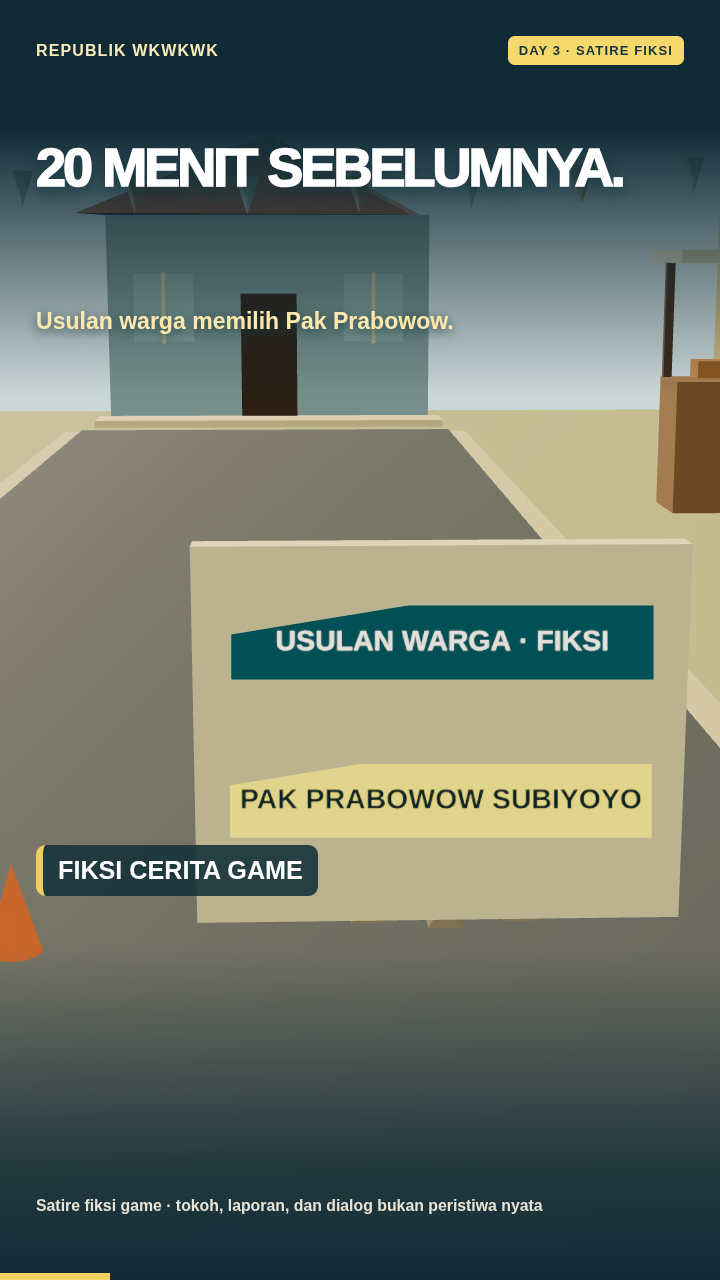 REPUBLIK WKWKWK
DAY 3 · SATIRE FIKSI
20 MENIT SEBELUMNYA.
Usulan warga memilih Pak Prabowow.
USULAN WARGA · FIKSI
PAK PRABOWOW SUBIYOYO
FIKSI CERITA GAME
Satire fiksi game · tokoh, laporan, dan dialog bukan peristiwa nyata